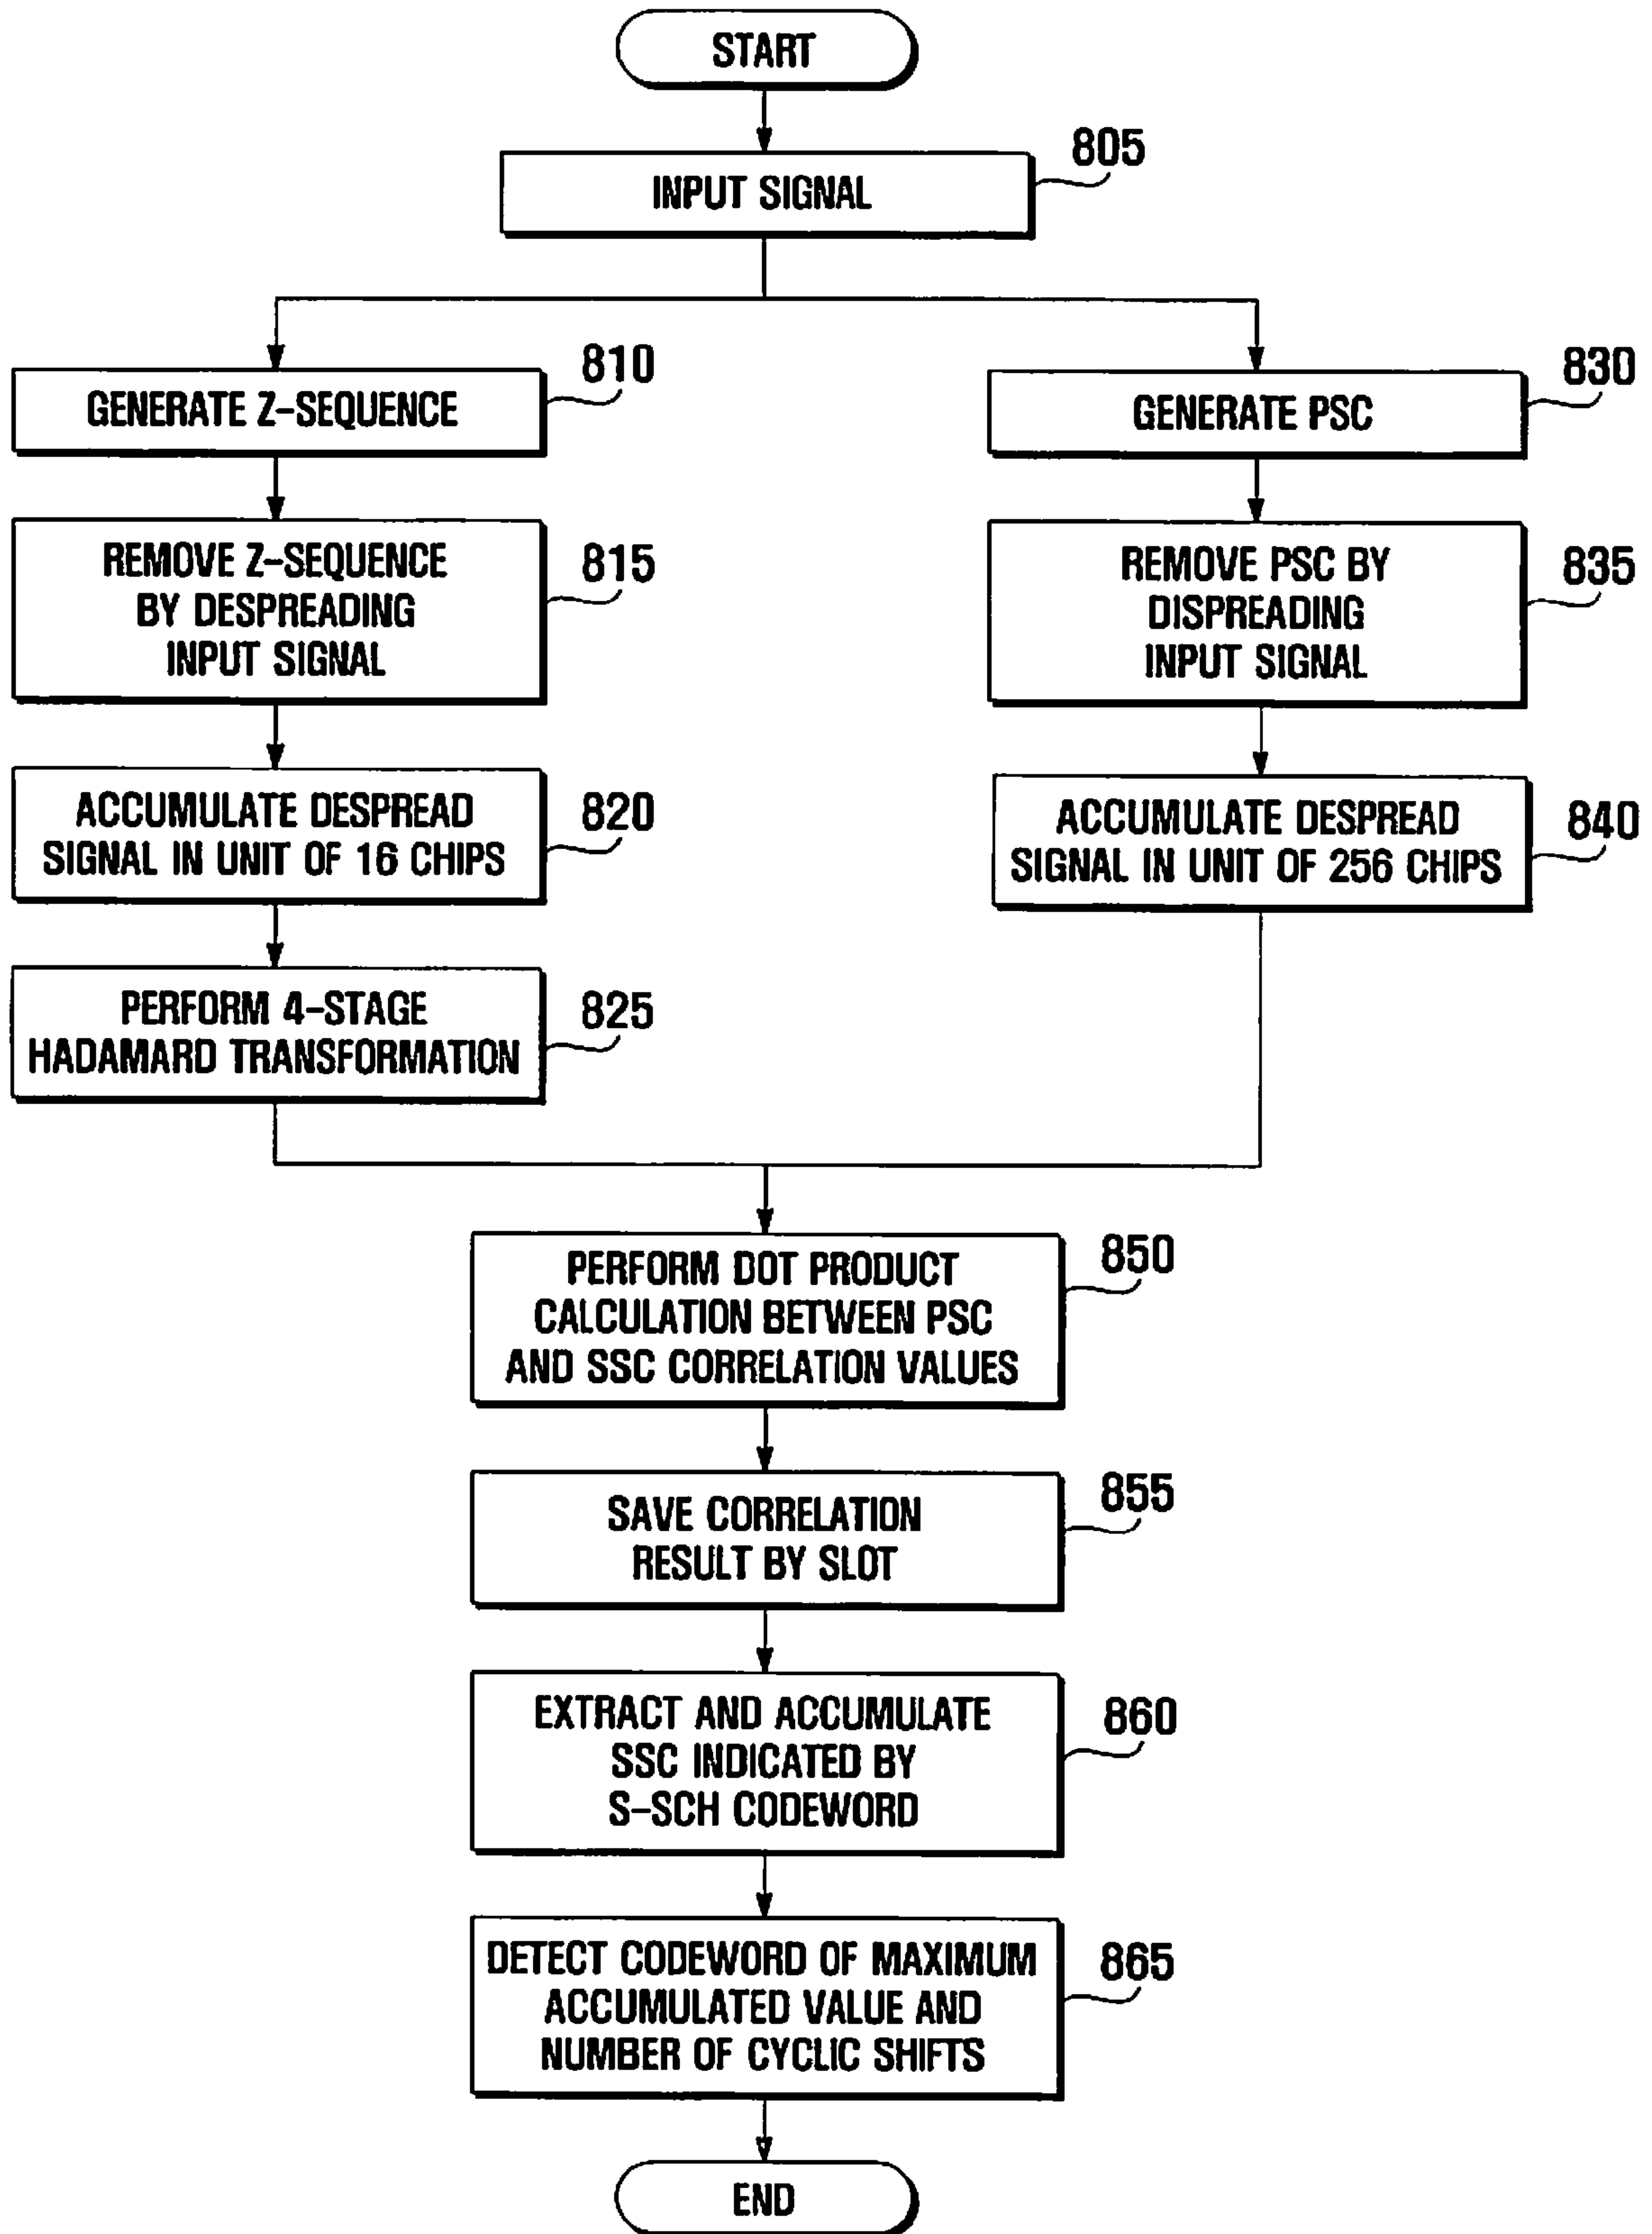 START
INPUT SIGNAL
805
GENERATE Z-SEQUENCE
810
REMOVE Z-SEQUENCE
BY DESPREADING
INPUT SIGNAL
815
ACCUMULATE DESPREAD
SIGNAL IN UNIT OF 16 CHIPS
820
PERFORM 4-STAGE
HADAMARD TRANSFORMATION
825
GENERATE PSC
830
REMOVE PSC BY
DISPREADING
INPUT SIGNAL
835
ACCUMULATE DESPREAD
SIGNAL IN UNIT OF 256 CHIPS
840
PERFORM DOT PRODUCT
CALCULATION BETWEEN PSC
AND SSC CORRELATION VALUES
850
SAVE CORRELATION
RESULT BY SLOT
855
EXTRACT AND ACCUMULATE
SSC INDICATED BY
S-SCH CODEWORD
860
DETECT CODEWORD OF MAXIMUM
ACCUMULATED VALUE AND
NUMBER OF CYCLIC SHIFTS
865
END